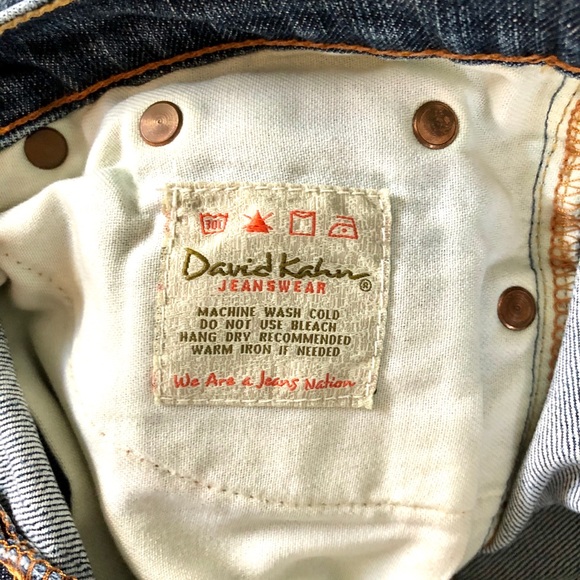 David Kahn ®
JEANSWEAR
MACHINE WASH COLD
DO NOT USE BLEACH
HANG DRY RECOMMENDED
WARM IRON IF NEEDED
We Are a Jeans Nation